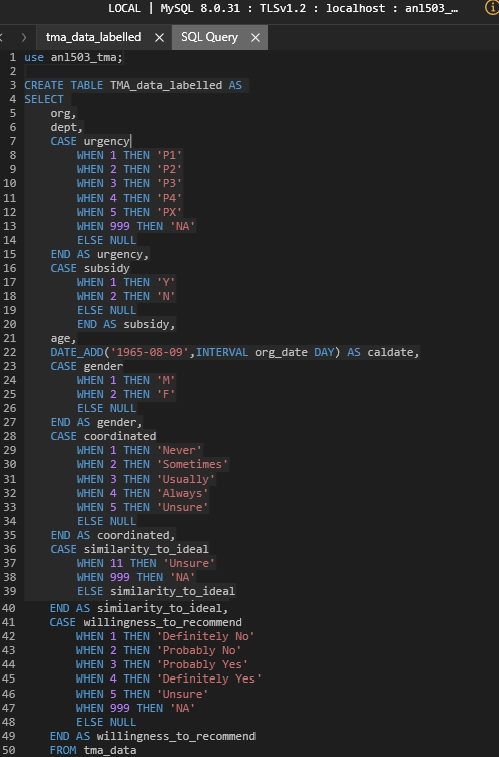 LOCAL | MySQL 8.0.31 : TLSv1.2 : localhost : anl503_...
tma_data_labelled × SQL Query ×
1 use anl503_tma;
2
3 CREATE TABLE TMA_data_labelled AS
4 SELECT
5 org,
6 dept,
7 CASE urgency
8 WHEN 1 THEN 'P1'
9 WHEN 2 THEN 'P2'
10 WHEN 3 THEN 'P3'
11 WHEN 4 THEN 'P4'
12 WHEN 5 THEN 'PX'
13 WHEN 999 THEN 'NA'
14 ELSE NULL
15 END AS urgency,
16 CASE subsidy
17 WHEN 1 THEN 'Y'
18 WHEN 2 THEN 'N'
19 ELSE NULL
20 END AS subsidy,
21 age,
22 DATE_ADD('1965-08-09',INTERVAL org_date DAY) AS caldate,
23 CASE gender
24 WHEN 1 THEN 'M'
25 WHEN 2 THEN 'F'
26 ELSE NULL
27 END AS gender,
28 CASE coordinated
29 WHEN 1 THEN 'Never'
30 WHEN 2 THEN 'Sometimes'
31 WHEN 3 THEN 'Usually'
32 WHEN 4 THEN 'Always'
33 WHEN 5 THEN 'Unsure'
34 ELSE NULL
35 END AS coordinated,
36 CASE similarity_to_ideal
37 WHEN 11 THEN 'Unsure'
38 WHEN 999 THEN 'NA'
39 ELSE similarity_to_ideal
40 END AS similarity_to_ideal,
41 CASE willingness_to_recommend
42 WHEN 1 THEN 'Definitely No'
43 WHEN 2 THEN 'Probably No'
44 WHEN 3 THEN 'Probably Yes'
45 WHEN 4 THEN 'Definitely Yes'
46 WHEN 5 THEN 'Unsure'
47 WHEN 999 THEN 'NA'
48 ELSE NULL
49 END AS willingness_to_recommend
50 FROM tma_data